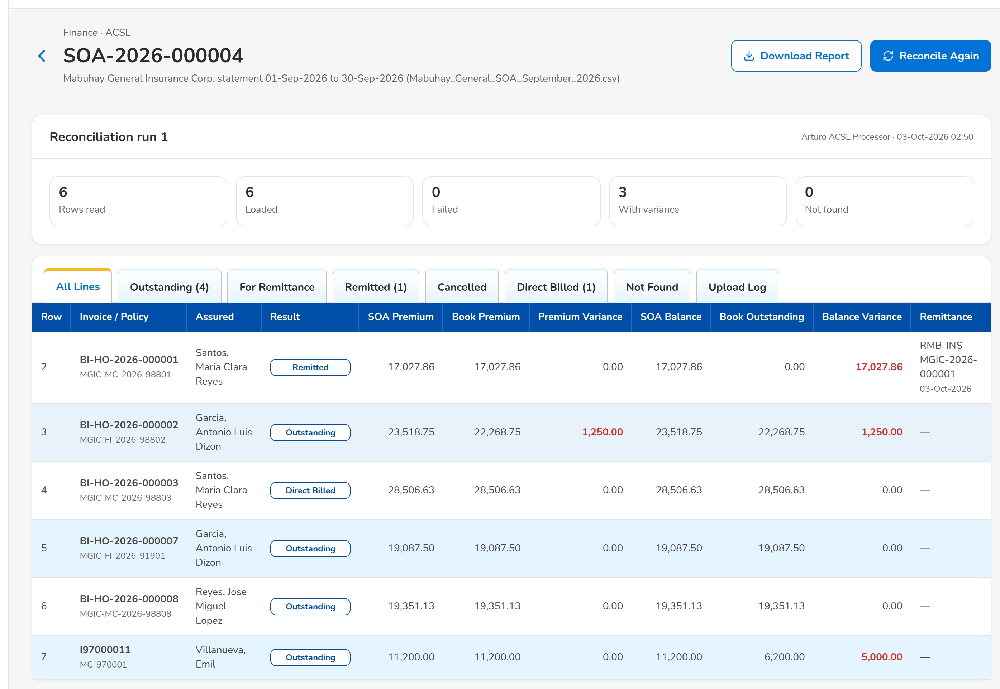 Finance · ACSL
SOA-2026-000004
Mabuhay General Insurance Corp. statement 01-Sep-2026 to 30-Sep-2026 (Mabuhay_General_SOA_September_2026.csv)
Download Report
Reconcile Again
Reconciliation run 1
Arturo ACSL Processor · 03-Oct-2026 02:50
6
Rows read
6
Loaded
0
Failed
3
With variance
0
Not found
All Lines
Outstanding (4)
For Remittance
Remitted (1)
Cancelled
Direct Billed (1)
Not Found
Upload Log
Row Invoice / Policy Assured Result SOA Premium Book Premium Premium Variance SOA Balance Book Outstanding Balance Variance Remittance
2
BI-HO-2026-000001
MGIC-MC-2026-98801
Santos,
Maria Clara
Reyes
Remitted
17,027.86 17,027.86 0.00 17,027.86 0.00 17,027.86
RMB-INS-
MGIC-2026-
000001
03-Oct-2026
3
BI-HO-2026-000002
MGIC-FI-2026-98802
Garcia,
Antonio Luis
Dizon
Outstanding
23,518.75 22,268.75 1,250.00 23,518.75 22,268.75 1,250.00 —
4
BI-HO-2026-000003
MGIC-MC-2026-98803
Santos,
Maria Clara
Reyes
Direct Billed
28,506.63 28,506.63 0.00 28,506.63 28,506.63 0.00 —
5
BI-HO-2026-000007
MGIC-FI-2026-91901
Garcia,
Antonio Luis
Dizon
Outstanding
19,087.50 19,087.50 0.00 19,087.50 19,087.50 0.00 —
6
BI-HO-2026-000008
MGIC-MC-2026-98808
Reyes, Jose
Miguel
Lopez
Outstanding
19,351.13 19,351.13 0.00 19,351.13 19,351.13 0.00 —
7
I97000011
MC-970001
Villanueva,
Emil
Outstanding
11,200.00 11,200.00 0.00 11,200.00 6,200.00 5,000.00 —